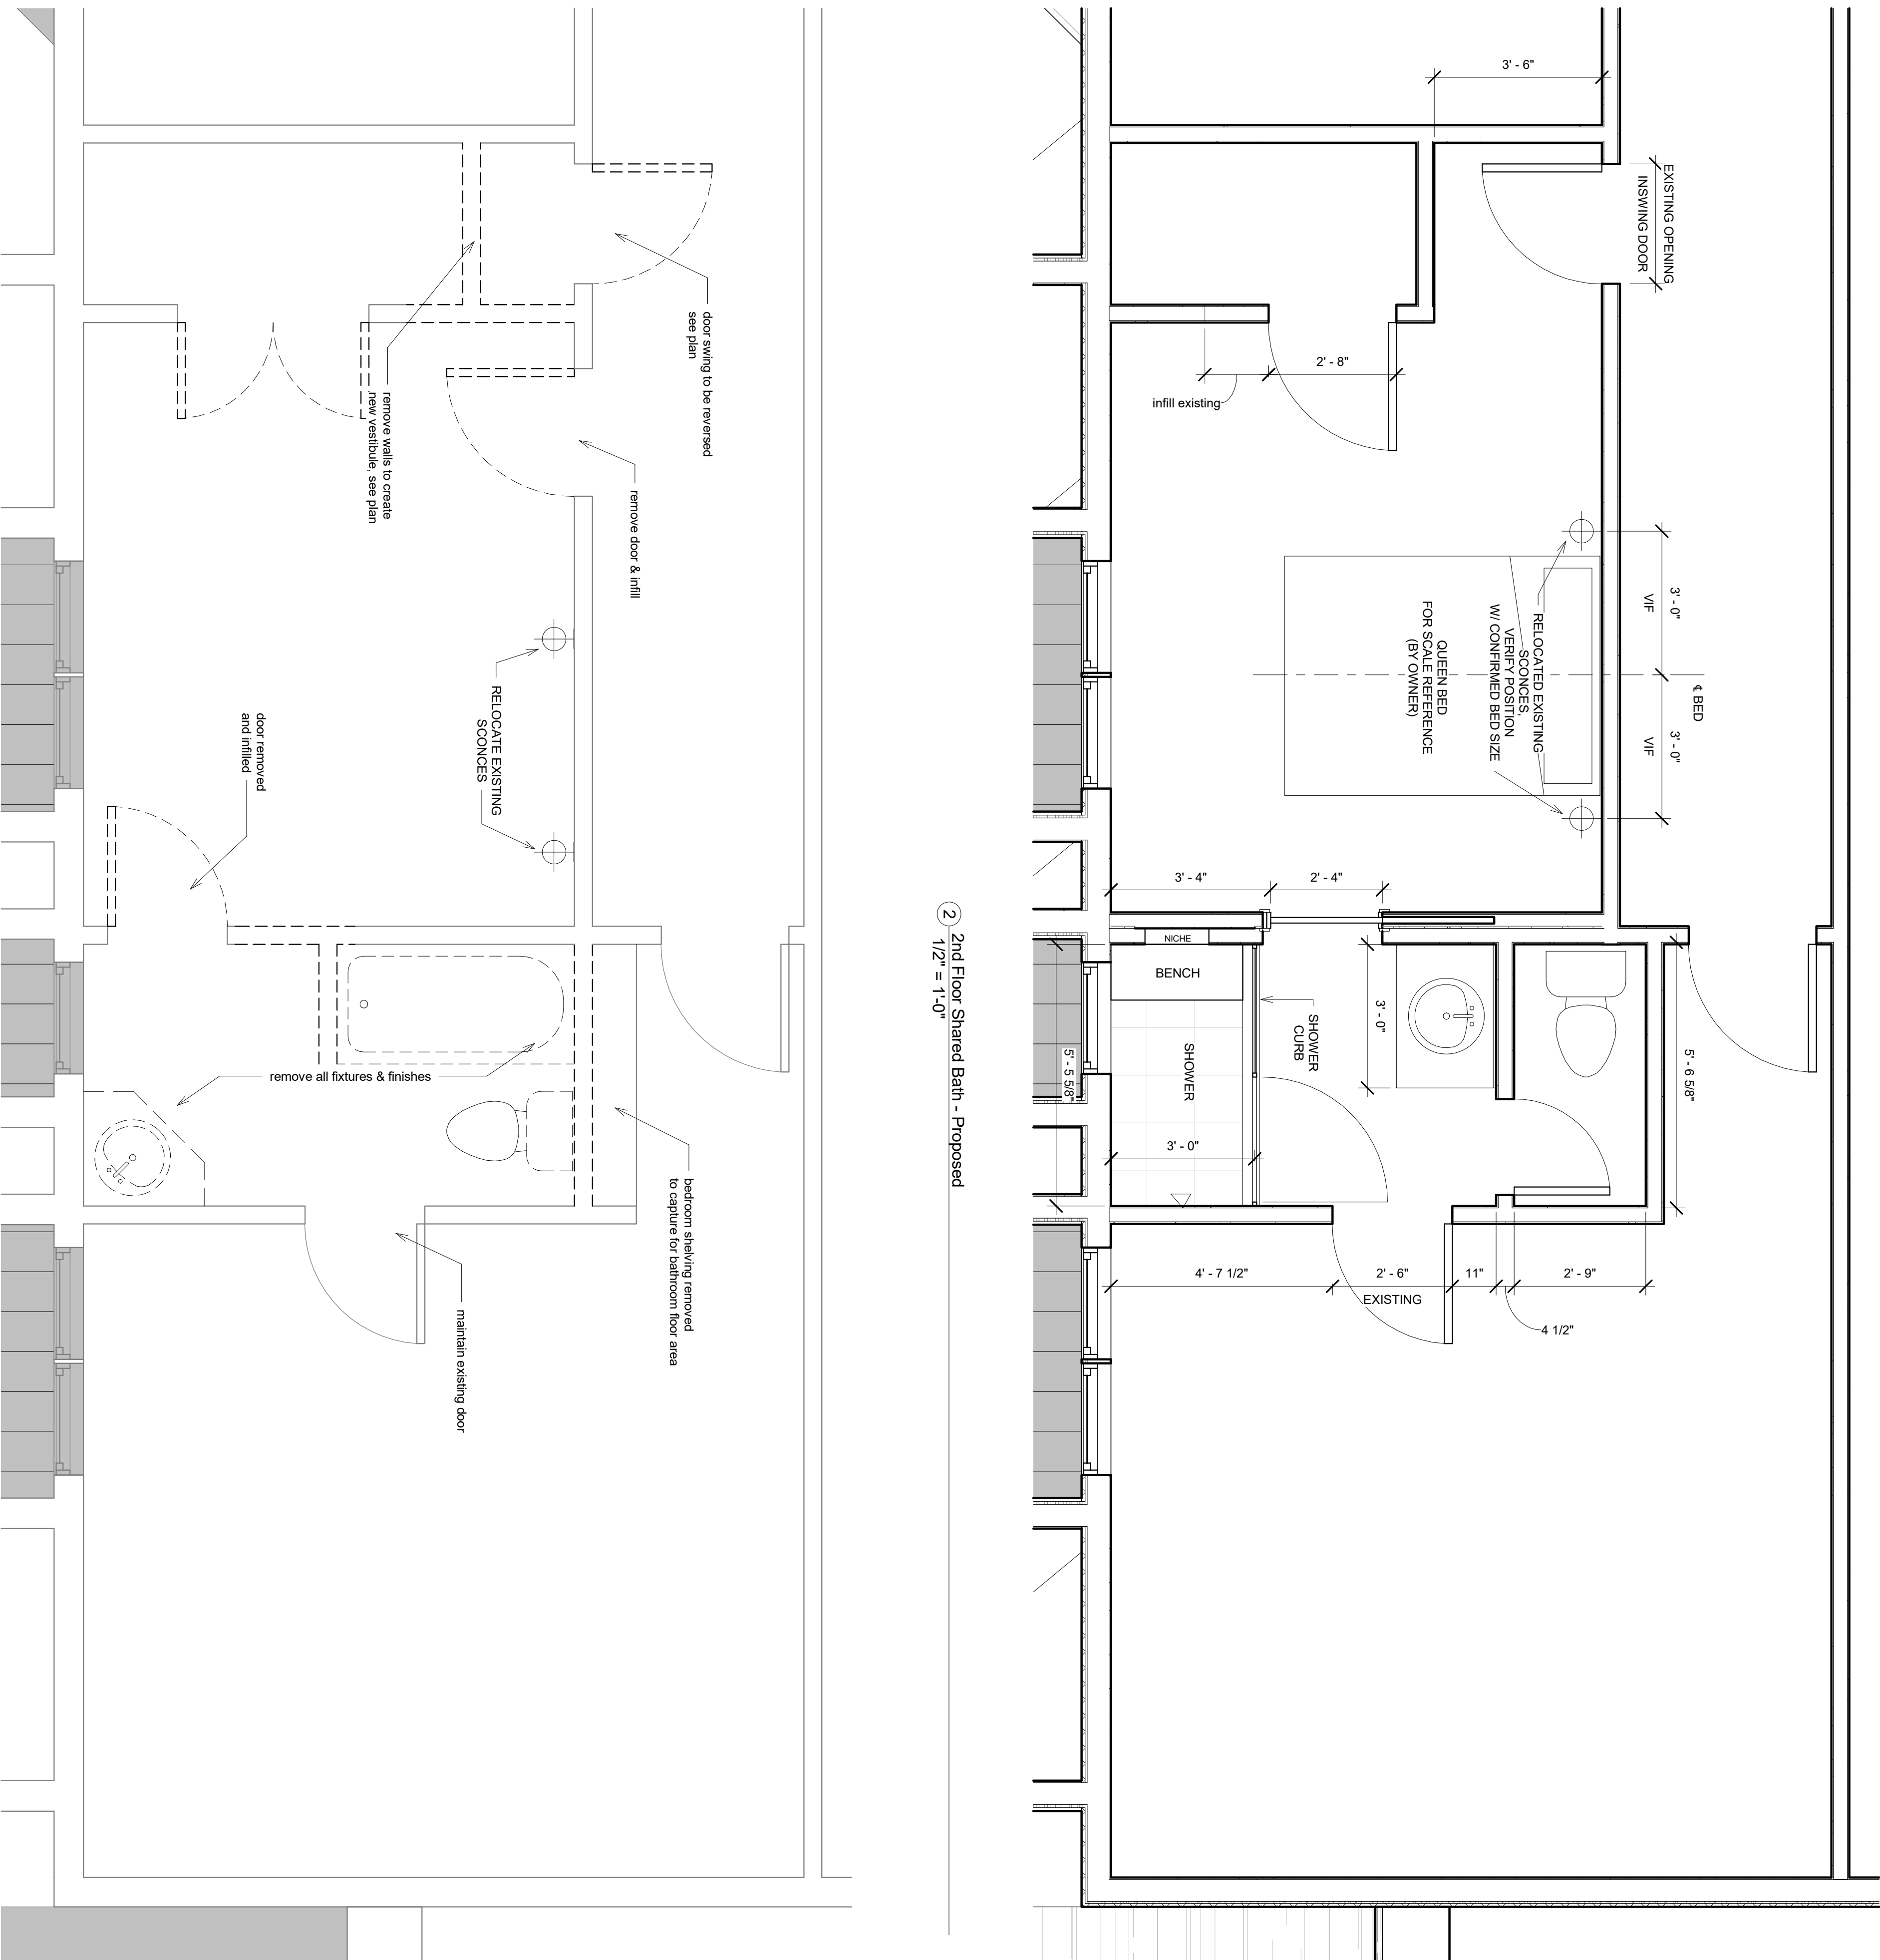 3' - 6"
EXISTING OPENING
INSWING DOOR
2' - 8"
infill existing
3' - 0"
VIF
℄ BED
3' - 0"
VIF
RELOCATED EXISTING
SCONCES,
VERIFY POSITION
W/ CONFIRMED BED SIZE
QUEEN BED
FOR SCALE REFERENCE
(BY OWNER)
3' - 4"
2' - 4"
NICHE
BENCH
SHOWER
CURB
3' - 0"
5' - 6 5/8"
5' - 5 5/8"
SHOWER
3' - 0"
4' - 7 1/2"
2' - 6"
EXISTING
11"
2' - 9"
4 1/2"
2
2nd Floor Shared Bath - Proposed
1/2" = 1'-0"
door swing to be reversed
see plan
remove door & infill
remove walls to create
new vestibule, see plan
RELOCATE EXISTING
SCONCES
door removed
and infilled
remove all fixtures & finishes
bedroom shelving removed
to capture for bathroom floor area
maintain existing door